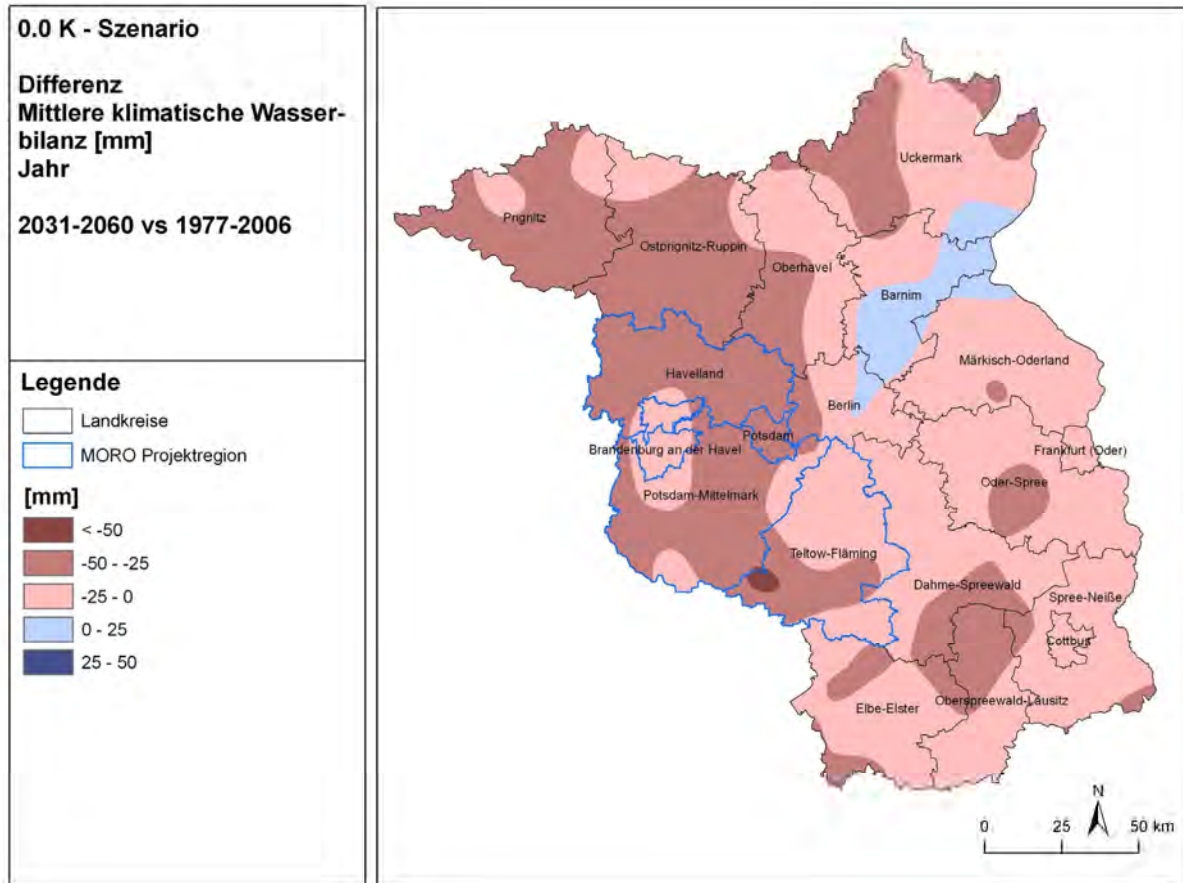 0.0 K - Szenario
Differenz
Mittlere klimatische Wasser-
bilanz [mm]
Jahr
2031-2060 vs 1977-2006
Legende
Landkreise
MORO Projektregion
[mm]
< -50
-50 - -25
-25 - 0
0 - 25
25 - 50
Uckermark
Prignitz
Ostprignitz-Ruppin
Oberhavel
Barnim
Märkisch-Oderland
Havelland
Berlin
Potsdam
Brandenburg an der Havel
Frankfurt (Oder)
Oder-Spree
Potsdam-Mittelmark
Teltow-Fläming
Dahme-Spreewald
Spree-Neiße
Cottbus
Elbe-Elster
Oberspreewald-Lausitz
N
0 25 50 km